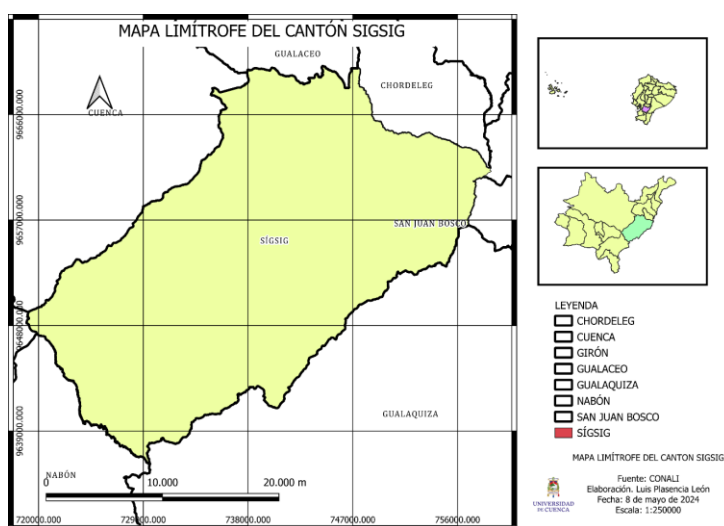 MAPA LIMÍTROFE DEL CANTÓN SIGSIG
GUALACEO
CHORDELEG
CUENCA
SAN JUAN BOSCO
SÍGSIG
GUALAQUIZA
NABÓN
0 10.000 20.000 m
9666000.000
9657000.000
9648000.000
9639000.000
720000.000 729000.000 738000.000 747000.000 756000.000
LEYENDA
CHORDELEG
CUENCA
GIRÓN
GUALACEO
GUALAQUIZA
NABÓN
SAN JUAN BOSCO
SÍGSIG
MAPA LIMÍTROFE DEL CANTON SIGSIG
Fuente: CONALI
Elaboración. Luis Plasencia León
Fecha: 8 de mayo de 2024
Escala: 1:250000
UNIVERSIDAD
DE CUENCA